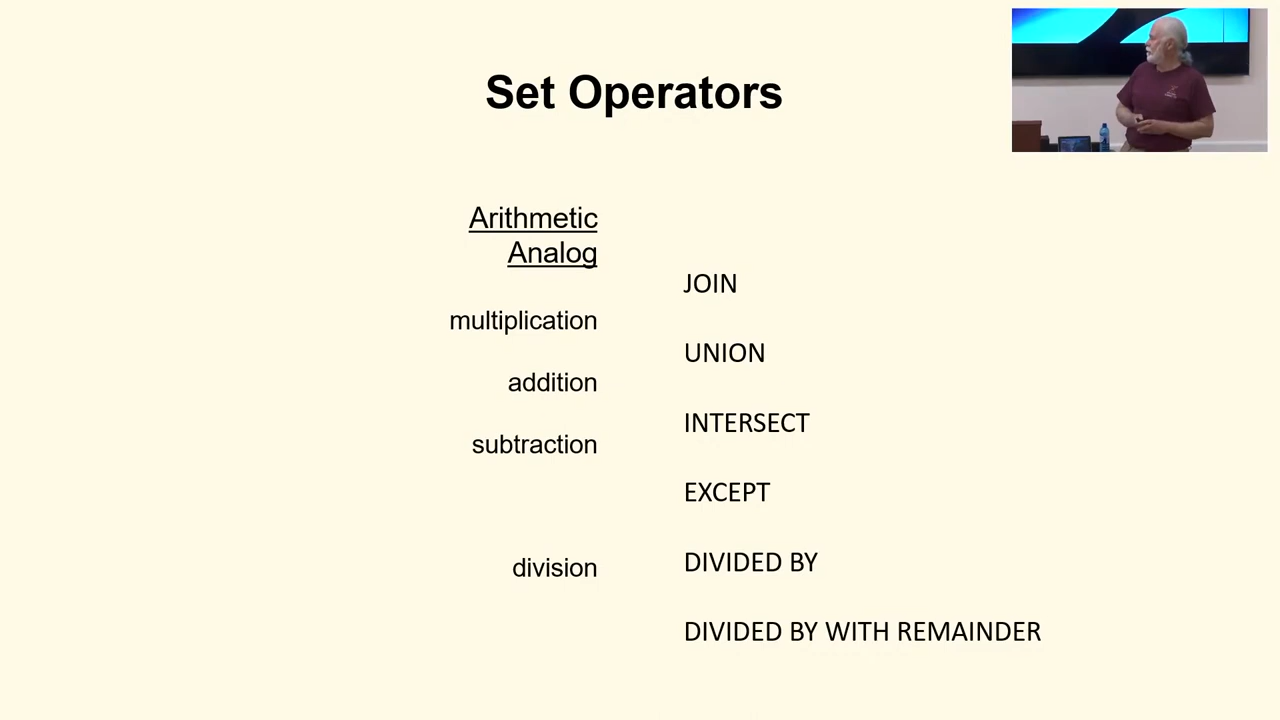 Set Operators
Arithmetic
Analog
multiplication
addition
subtraction
division
JOIN
UNION
INTERSECT
EXCEPT
DIVIDED BY
DIVIDED BY WITH REMAINDER